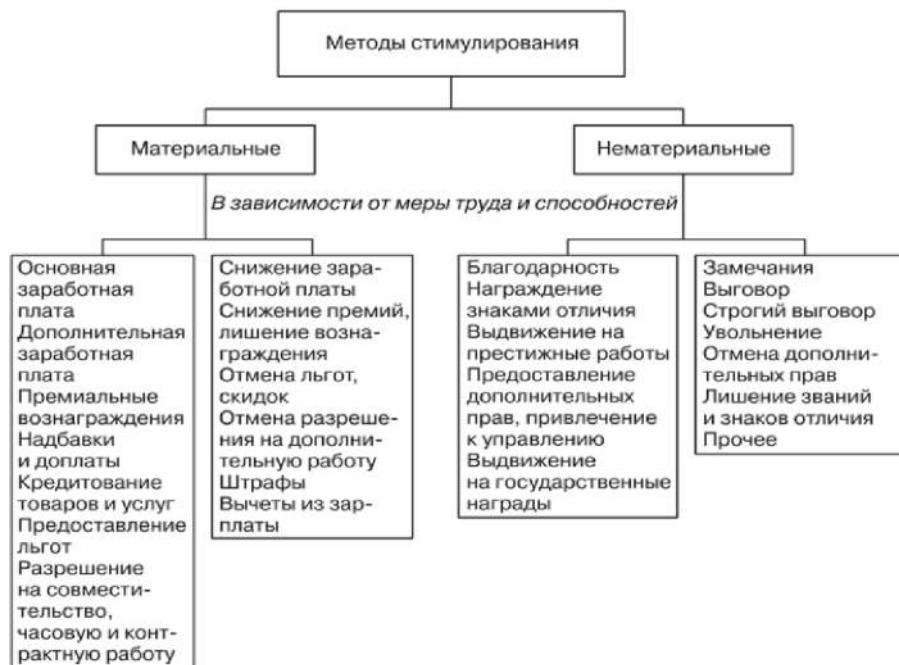 Методы стимулирования
Материальные
Нематериальные
В зависимости от меры труда и способностей
Основная
заработная
плата
Дополнительная
заработная
плата
Премиальные
вознаграждения
Надбавки
и доплаты
Кредитование
товаров и услуг
Предоставление
льгот
Разрешение
на совмести-
тельство,
часовую и конт-
рактную работу
Снижение зара-
ботной платы
Снижение премий,
лишение возна-
граждения
Отмена льгот,
скидок
Отмена разреше-
ния на дополни-
тельную работу
Штрафы
Вычеты из зар-
платы
Благодарность
Награждение
знаками отличия
Выдвижение на
престижные работы
Предоставление
дополнительных
прав, привлечение
к управлению
Выдвижение
на государственные
награды
Замечания
Выговор
Строгий выговор
Увольнение
Отмена дополни-
тельных прав
Лишение званий
и знаков отличия
Прочее